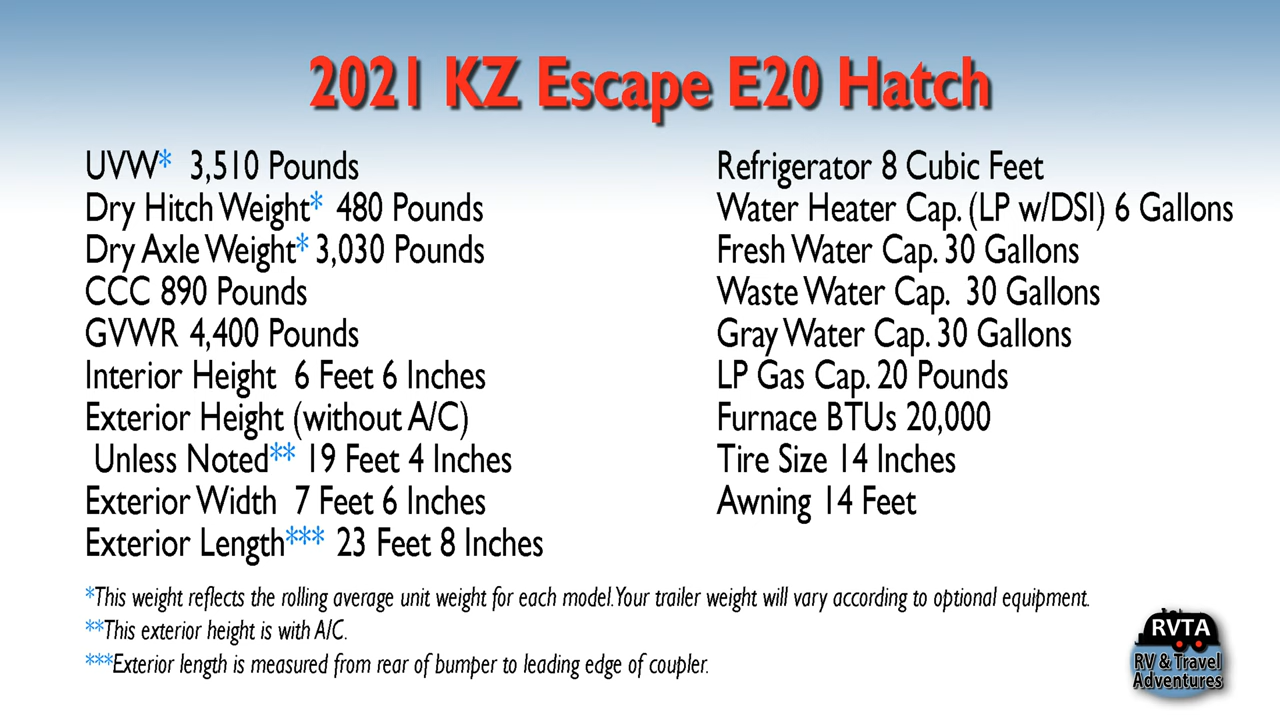 2021 KZ Escape E20 Hatch
UVW* 3,510 Pounds
Dry Hitch Weight* 480 Pounds
Dry Axle Weight* 3,030 Pounds
CCC 890 Pounds
GVWR 4,400 Pounds
Interior Height 6 Feet 6 Inches
Exterior Height (without A/C)
Unless Noted** 19 Feet 4 Inches
Exterior Width 7 Feet 6 Inches
Exterior Length*** 23 Feet 8 Inches
Refrigerator 8 Cubic Feet
Water Heater Cap. (LP w/DSI) 6 Gallons
Fresh Water Cap. 30 Gallons
Waste Water Cap. 30 Gallons
Gray Water Cap. 30 Gallons
LP Gas Cap. 20 Pounds
Furnace BTUs 20,000
Tire Size 14 Inches
Awning 14 Feet
*This weight reflects the rolling average unit weight for each model. Your trailer weight will vary according to optional equipment.
**This exterior height is with A/C.
***Exterior length is measured from rear of bumper to leading edge of coupler.
RVTA
RV & Travel
Adventures